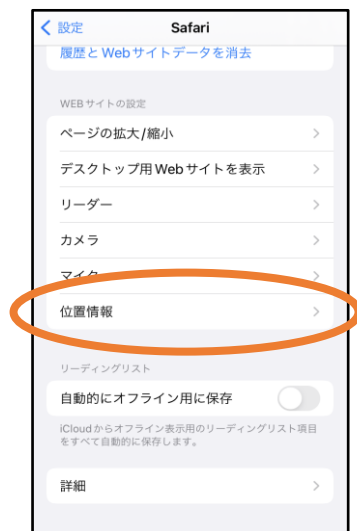 設定
Safari
履歴とWebサイトデータを消去
WEBサイトの設定
ページの拡大/縮小
デスクトップ用Webサイトを表示
リーダー
カメラ
マイク
位置情報
リーディングリスト
自動的にオフライン用に保存
iCloudからオフライン表示用のリーディングリスト項目
をすべて自動的に保存します。
詳細